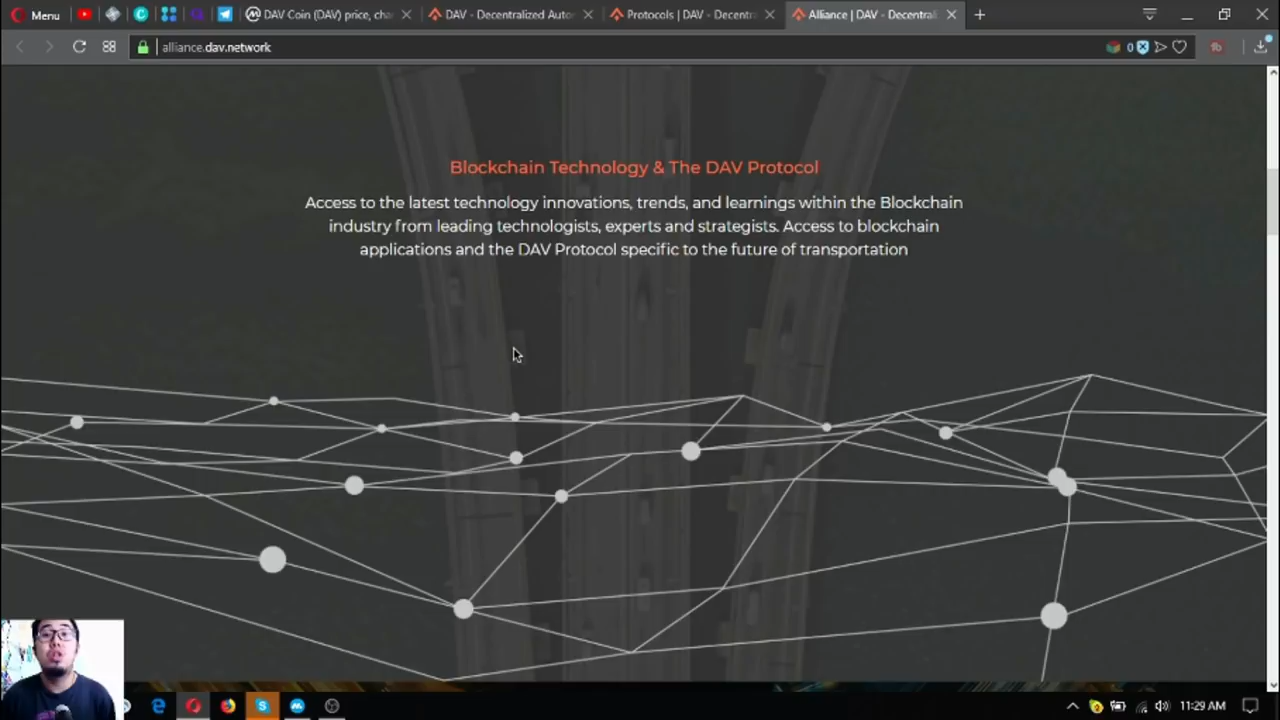 Menu
DAV Coin (DAV) price, cha
DAV - Decentralized Auto
Protocols | DAV - Decentra
Alliance | DAV - Decentrali
alliance.dav.network
0
Blockchain Technology & The DAV Protocol
Access to the latest technology innovations, trends, and learnings within the Blockchain
industry from leading technologists, experts and strategists. Access to blockchain
applications and the DAV Protocol specific to the future of transportation
11:29 AM